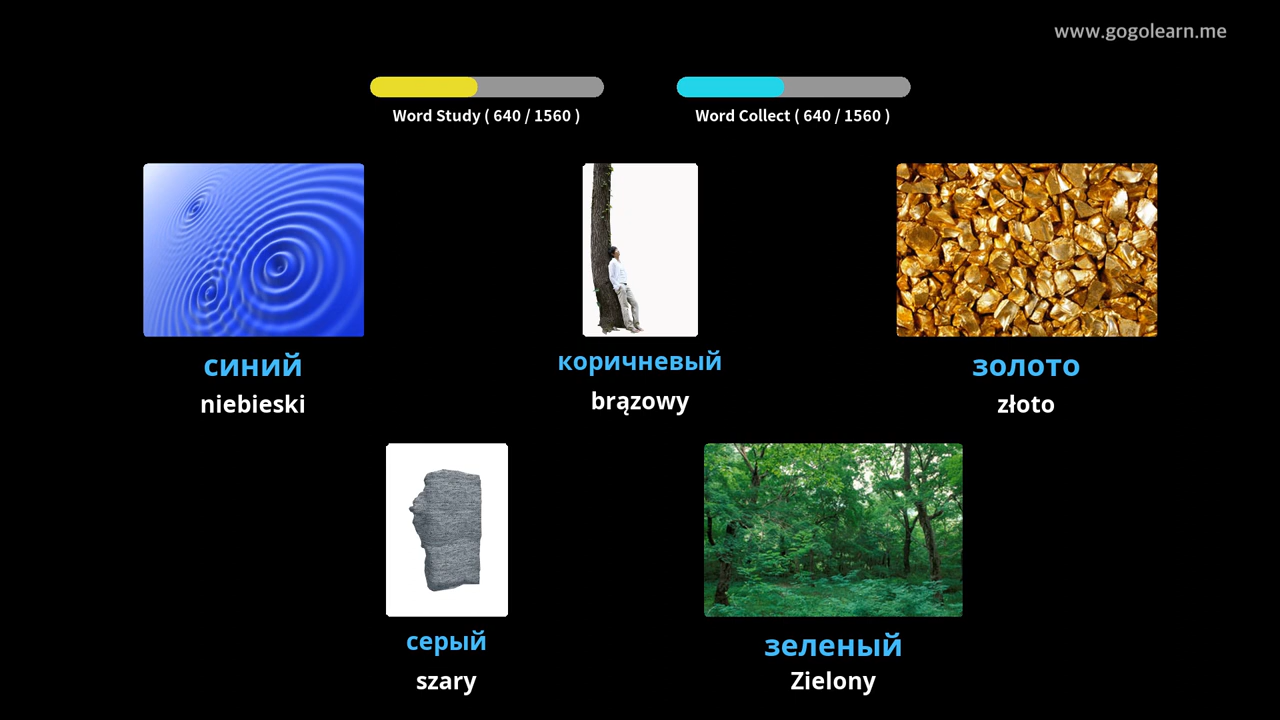 www.gogolearn.me
Word Study ( 640 / 1560 )
Word Collect ( 640 / 1560 )
синий
niebieski
коричневый
brązowy
золото
złoto
серый
szary
зеленый
Zielony